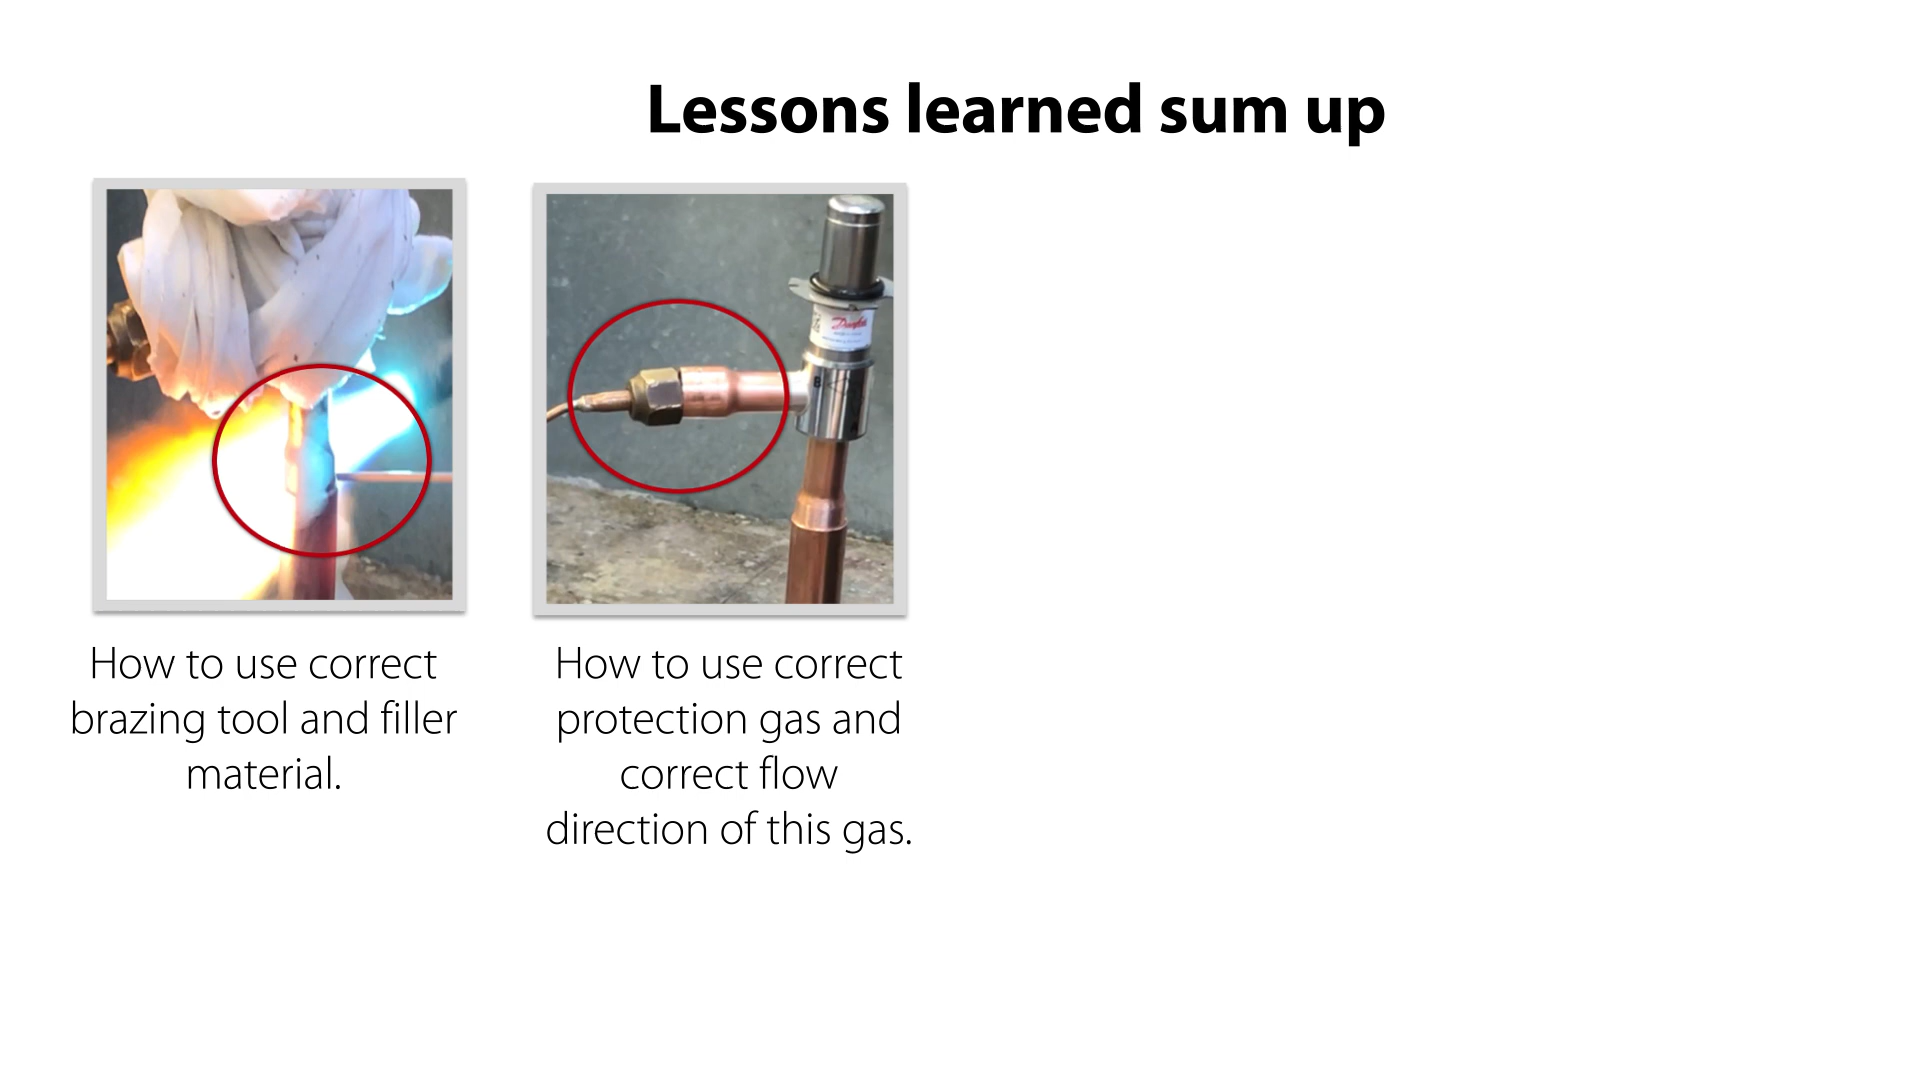 Lessons learned sum up
Danfoss
B
How to use correct
brazing tool and filler
material.
How to use correct
protection gas and
correct flow
direction of this gas.